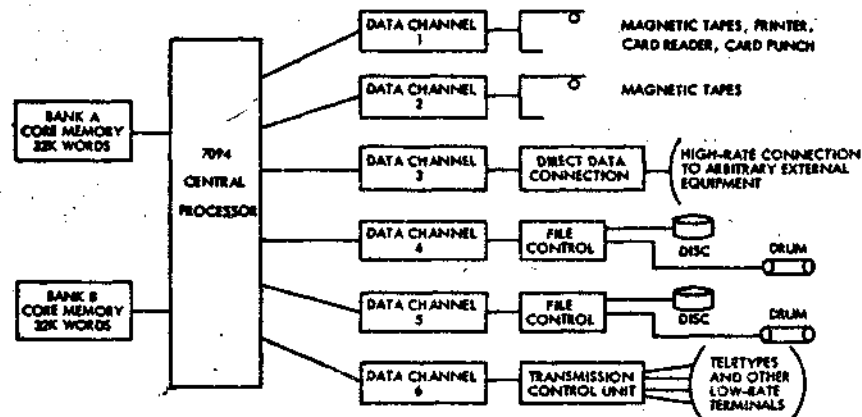 BANK A
CORE MEMORY
32K WORDS
BANK B
CORE MEMORY
32K WORDS
7094
CENTRAL
PROCESSOR
DATA CHANNEL
1
MAGNETIC TAPES, PRINTER,
CARD READER, CARD PUNCH
DATA CHANNEL
2
MAGNETIC TAPES
DATA CHANNEL
3
DIRECT DATA
CONNECTION
HIGH-RATE CONNECTION
TO ARBITRARY EXTERNAL
EQUIPMENT
DATA CHANNEL
4
FILE
CONTROL
DISC
DRUM
DATA CHANNEL
5
FILE
CONTROL
DISC
DRUM
DATA CHANNEL
6
TRANSMISSION
CONTROL UNIT
TELETYPES
AND OTHER
LOW-RATE
TERMINALS